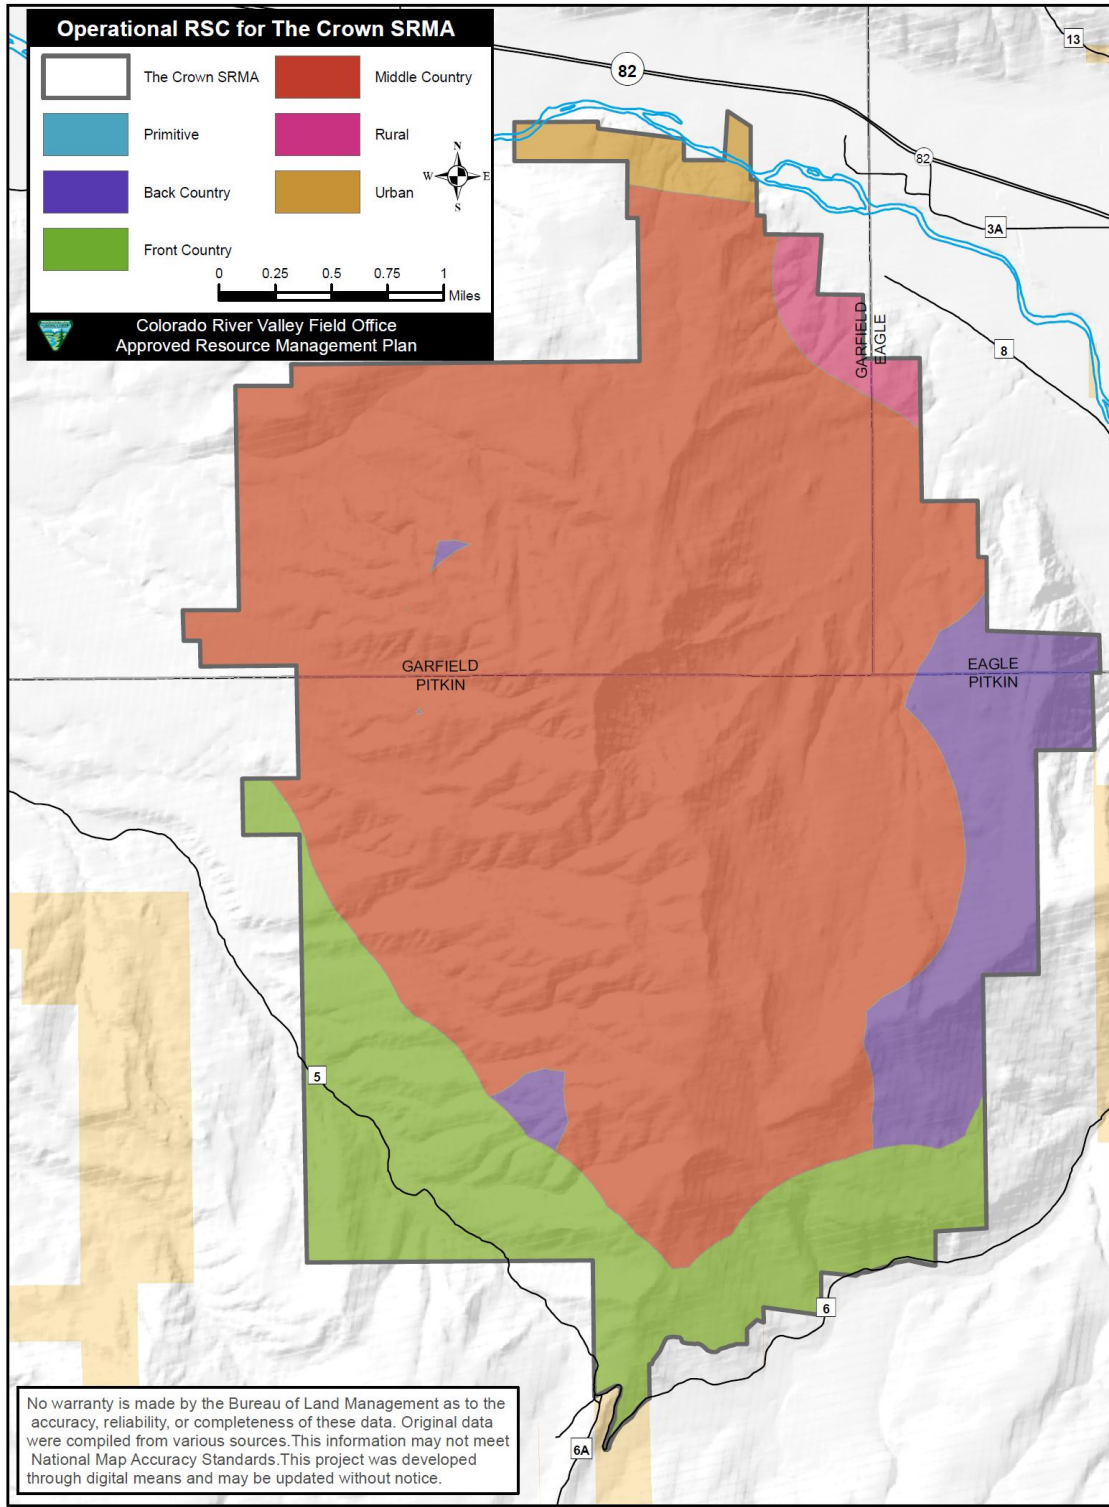 Operational RSC for The Crown SRMA
The Crown SRMA
Middle Country
Primitive
Rural
Back Country
Urban
Front Country
N
W E
S
0 0.25 0.5 0.75 1
Miles
Colorado River Valley Field Office
Approved Resource Management Plan
13
82
82
3A
8
GARFIELD
EAGLE
GARFIELD
PITKIN
EAGLE
PITKIN
5
6
6A
No warranty is made by the Bureau of Land Management as to the
accuracy, reliability, or completeness of these data. Original data
were compiled from various sources.This information may not meet
National Map Accuracy Standards.This project was developed
through digital means and may be updated without notice.